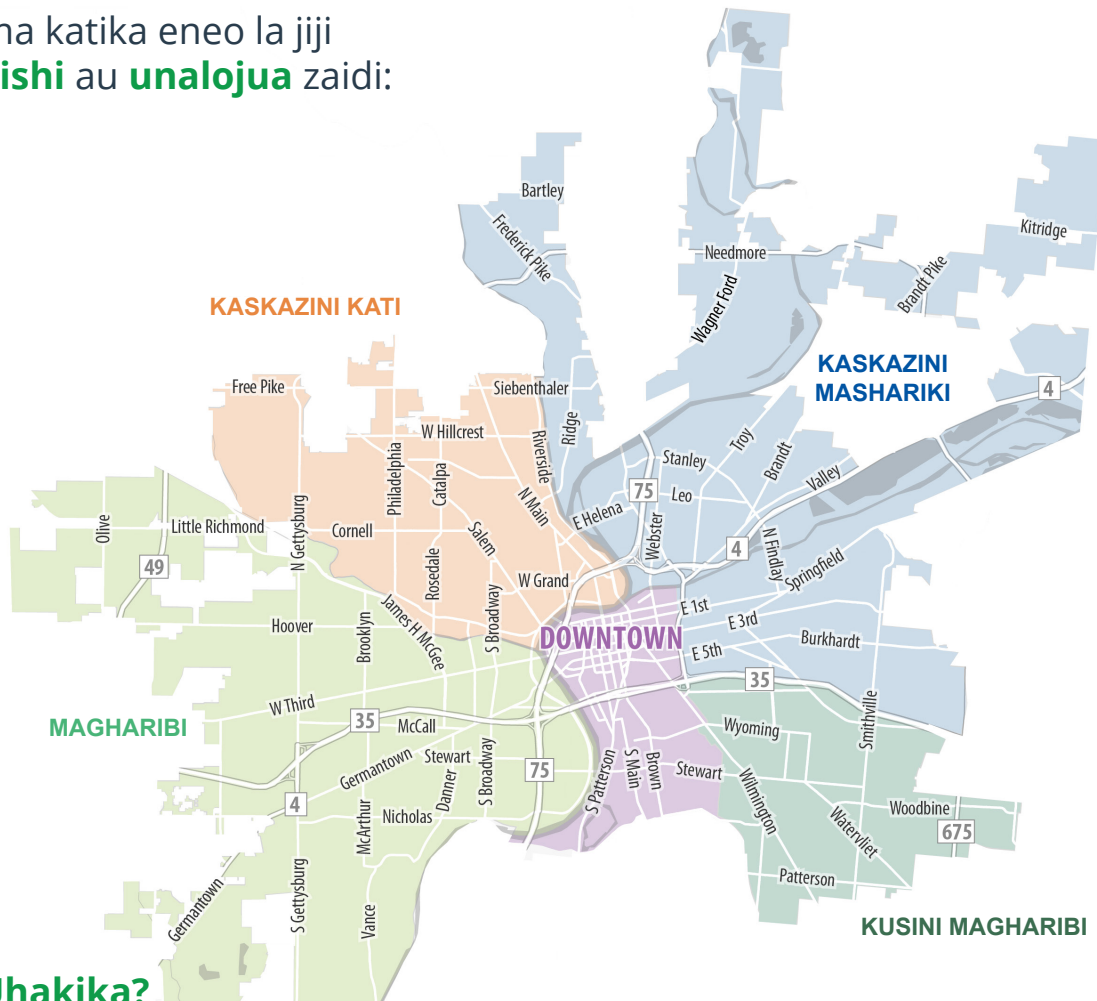 na katika eneo la jiji
ishi au unalojua zaidi:
Bartley
Frederick Pike
Needmore
Kitridge
Brandt Pike
Wagner Ford
KASKAZINI KATI
KASKAZINI
MASHARIKI
4
Free Pike
Siebenthaler
Ridge
W Hillcrest
Riverside
Philadelphia
Catalpa
Troy
Stanley
Brandt
Valley
75
Leo
N Main
E Helena
Webster
Olive
Little Richmond
N Gettysburg
Cornell
Salem
4
N Findlay
Springfield
49
Rosedale
W Grand
S Broadway
James H McGee
E 1st
E 3rd
Hoover
Brooklyn
DOWNTOWN
E 5th
Burkhardt
35
W Third
MAGHARIBI
35
McCall
Wyoming
Smithville
Germantown
Stewart
S Broadway
75
S Patterson
S Main
Brown
Stewart
Danner
4
McArthur
Nicholas
Wilmington
Watervliet
Woodbine
675
Patterson
Germantown
S Gettysburg
Vance
KUSINI MAGHARIBI
Uhakika?